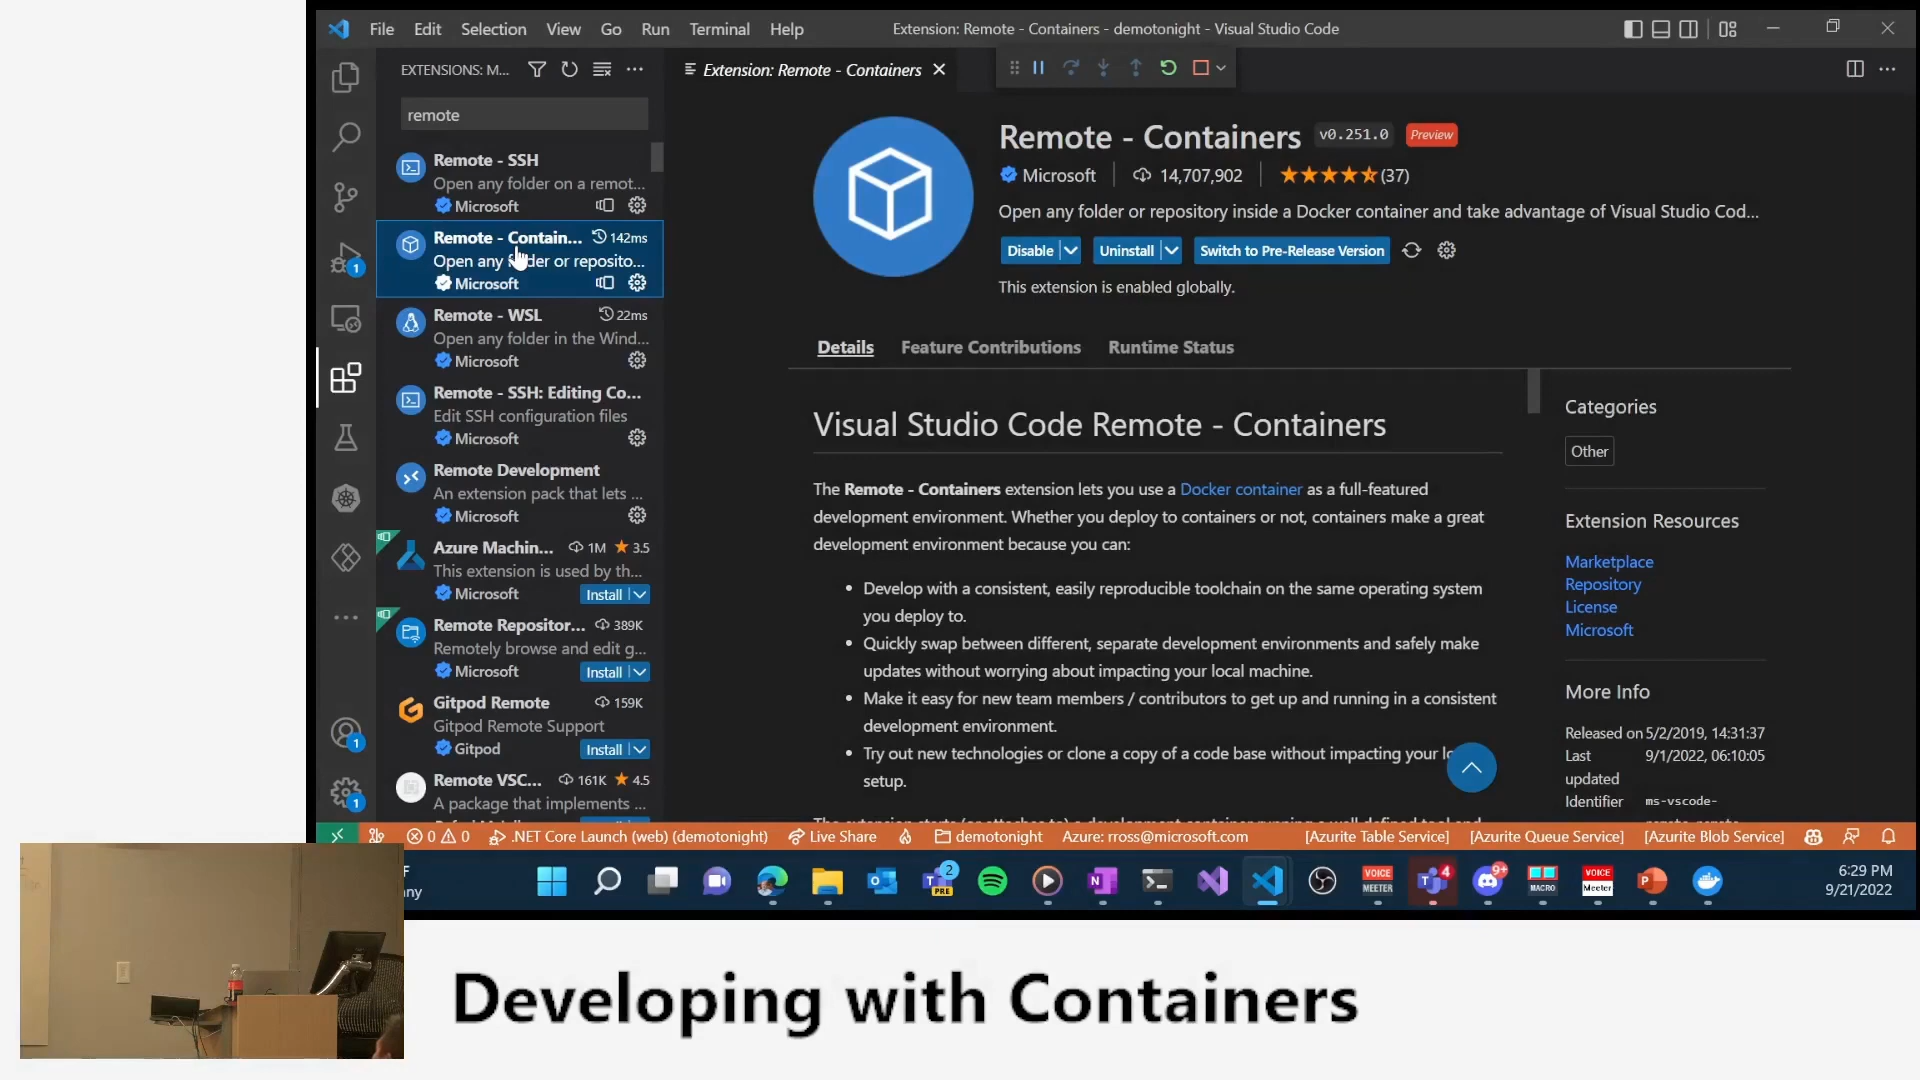 File Edit Selection View Go Run Terminal Help
Extension: Remote - Containers - demotonight - Visual Studio Code
EXTENSIONS: M...
Extension: Remote - Containers
remote
Remote - SSH
Open any folder on a remot...
Microsoft
Remote - Contain... 142ms
Open any folder or reposito...
Microsoft
Remote - WSL 22ms
Open any folder in the Wind...
Microsoft
Remote - SSH: Editing Co...
Edit SSH configuration files
Microsoft
Remote Development
An extension pack that lets ...
Microsoft
Azure Machin... 1M 3.5
This extension is used by th...
Microsoft Install
Remote Repositor... 389K
Remotely browse and edit g...
Microsoft Install
Gitpod Remote 159K
Gitpod Remote Support
Gitpod Install
Remote VSC... 161K 4.5
A package that implements ...
1
1
1
Remote - Containers v0.251.0 Preview
Microsoft 14,707,902 (37)
Open any folder or repository inside a Docker container and take advantage of Visual Studio Cod...
Disable Uninstall Switch to Pre-Release Version
This extension is enabled globally.
Details Feature Contributions Runtime Status
Visual Studio Code Remote - Containers
The Remote - Containers extension lets you use a Docker container as a full-featured
development environment. Whether you deploy to containers or not, containers make a great
development environment because you can:
• Develop with a consistent, easily reproducible toolchain on the same operating system
you deploy to.
• Quickly swap between different, separate development environments and safely make
updates without worrying about impacting your local machine.
• Make it easy for new team members / contributors to get up and running in a consistent
development environment.
• Try out new technologies or clone a copy of a code base without impacting your
setup.
Categories
Other
Extension Resources
Marketplace
Repository
License
Microsoft
More Info
Released on 5/2/2019, 14:31:37
Last 9/1/2022, 06:10:05
updated
Identifier ms-vscode-
0 0 .NET Core Launch (web) (demotonight) Live Share demotonight Azure: rross@microsoft.com [Azurite Table Service] [Azurite Queue Service] [Azurite Blob Service]
2 PRE VOICE MEETER 4 9+ MACRO VOICE Meeter
6:29 PM
9/21/2022
Developing with Containers